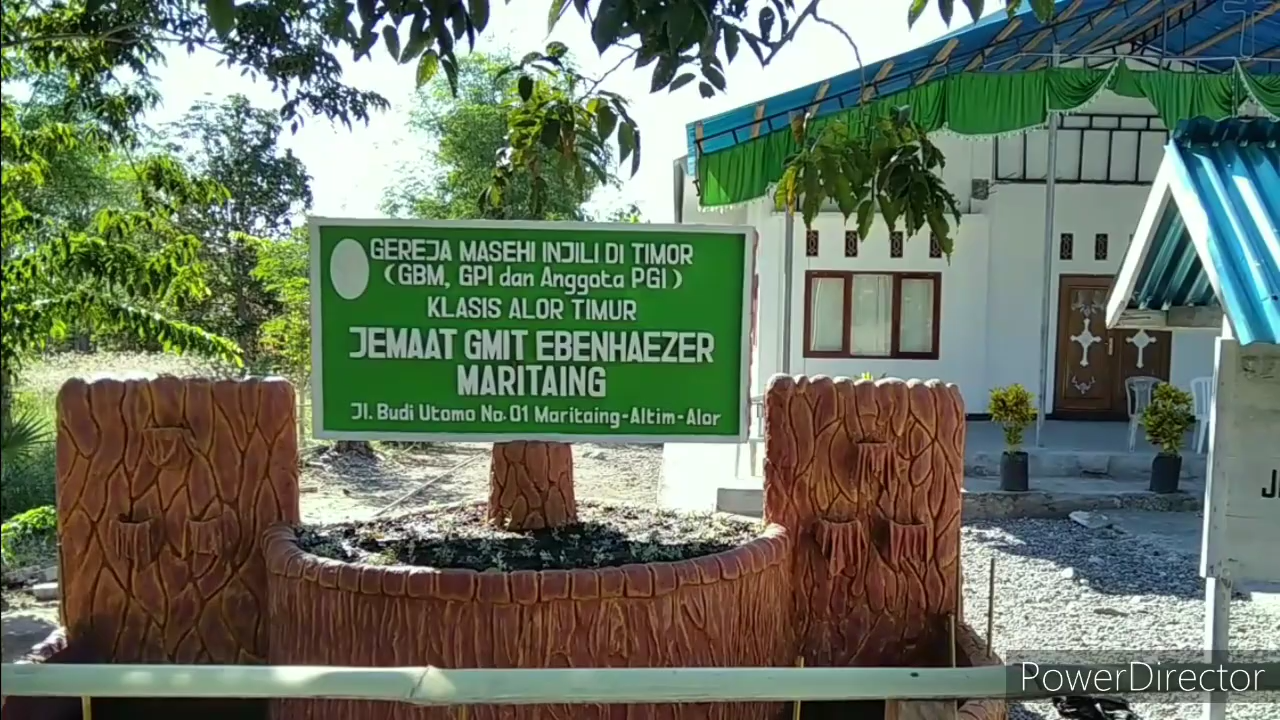 GEREJA MASEHI INJILI DI TIMOR
(GBM, GPI dan Anggota PGI)
KLASIS ALOR TIMUR
JEMAAT GMIT EBENHAEZER
MARITAING
Jl. Budi Utomo No. 01 Maritaing-Altim-Alor
PowerDirector